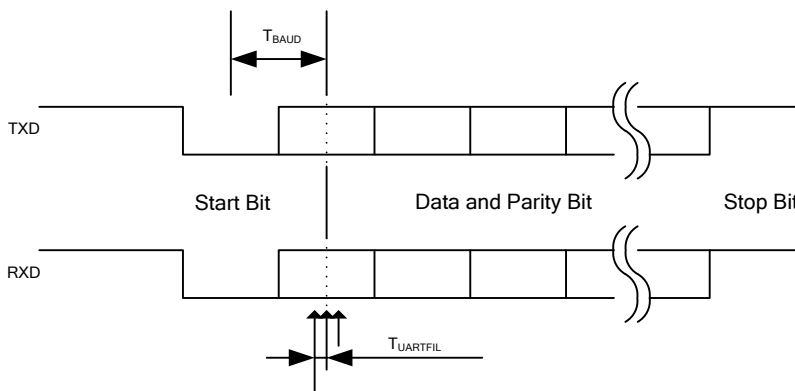 TBAUD
TXD
Start Bit
Data and Parity Bit
Stop Bit
RXD
TUARTFIL